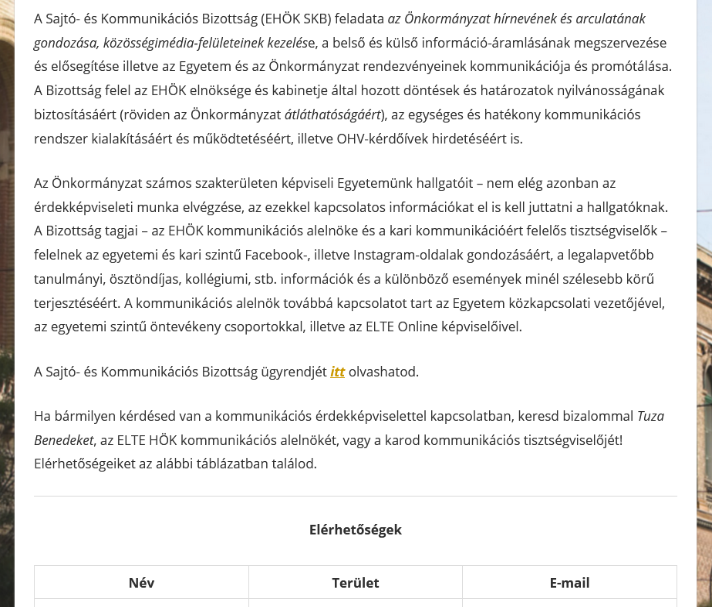 A Sajtó- és Kommunikációs Bizottság (EHÖK SKB) feladata az Önkormányzat hírnevének és arculatának
gondozása, közösségimédia-felületeinek kezelése, a belső és külső információ-áramlásának megszervezése
és elősegítése illetve az Egyetem és az Önkormányzat rendezvényeinek kommunikációja és promótálása.
A Bizottság felel az EHÖK elnöksége és kabinetje által hozott döntések és határozatok nyilvánosságának
biztosításáért (röviden az Önkormányzat átláthatóságáért), az egységes és hatékony kommunikációs
rendszer kialakításáért és működtetéséért, illetve OHV-kérdőívek hirdetéséért is.
Az Önkormányzat számos szakterületen képviseli Egyetemünk hallgatóit – nem elég azonban az
érdekképviseleti munka elvégzése, az ezekkel kapcsolatos információkat el is kell juttatni a hallgatóknak.
A Bizottság tagjai – az EHÖK kommunikációs alelnöke és a kari kommunikációért felelős tisztségviselők –
felelnek az egyetemi és kari szintű Facebook-, illetve Instagram-oldalak gondozásáért, a legalapvetőbb
tanulmányi, ösztöndíjas, kollégiumi, stb. információk és a különböző események minél szélesebb körű
terjesztéséért. A kommunikációs alelnök továbbá kapcsolatot tart az Egyetem közkapcsolati vezetőjével,
az egyetemi szintű öntevékeny csoportokkal, illetve az ELTE Online képviselőivel.
A Sajtó- és Kommunikációs Bizottság ügyrendjét itt olvashatod.
Ha bármilyen kérdésed van a kommunikációs érdekképviselettel kapcsolatban, keresd bizalommal Tuza
Benedeket, az ELTE HÖK kommunikációs alelnökét, vagy a karod kommunikációs tisztségviselőjét!
Elérhetőségeiket az alábbi táblázatban találod.
Elérhetőségek
Név Terület E-mail